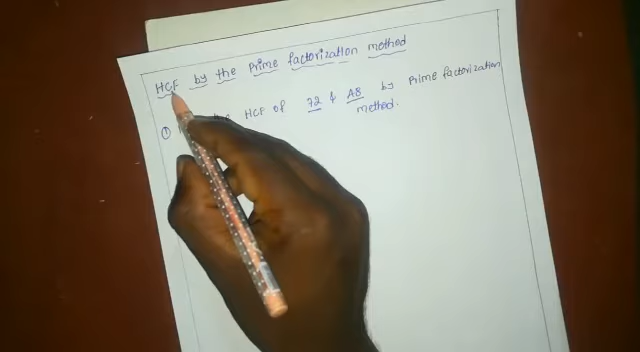 HCF by the Prime factorization method
① HCF of 72 & 48 by Prime factorization
method.